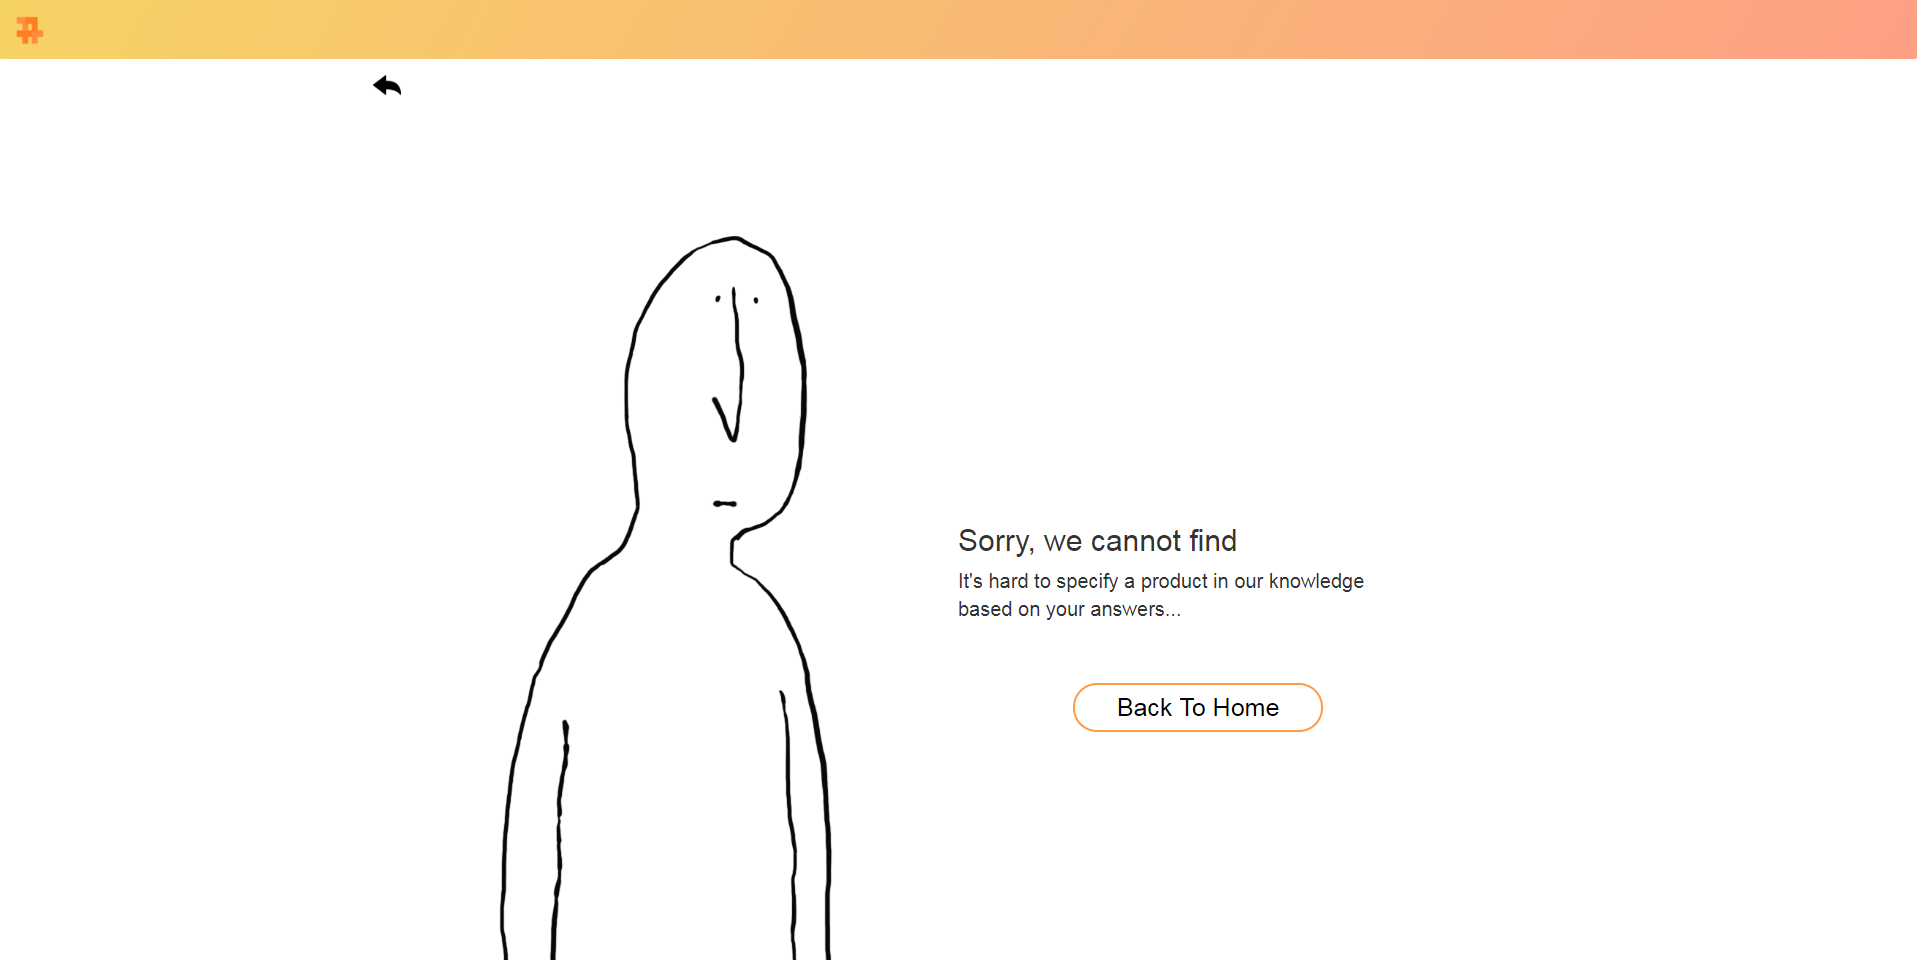 Sorry, we cannot find
It's hard to specify a product in our knowledge
based on your answers...
Back To Home